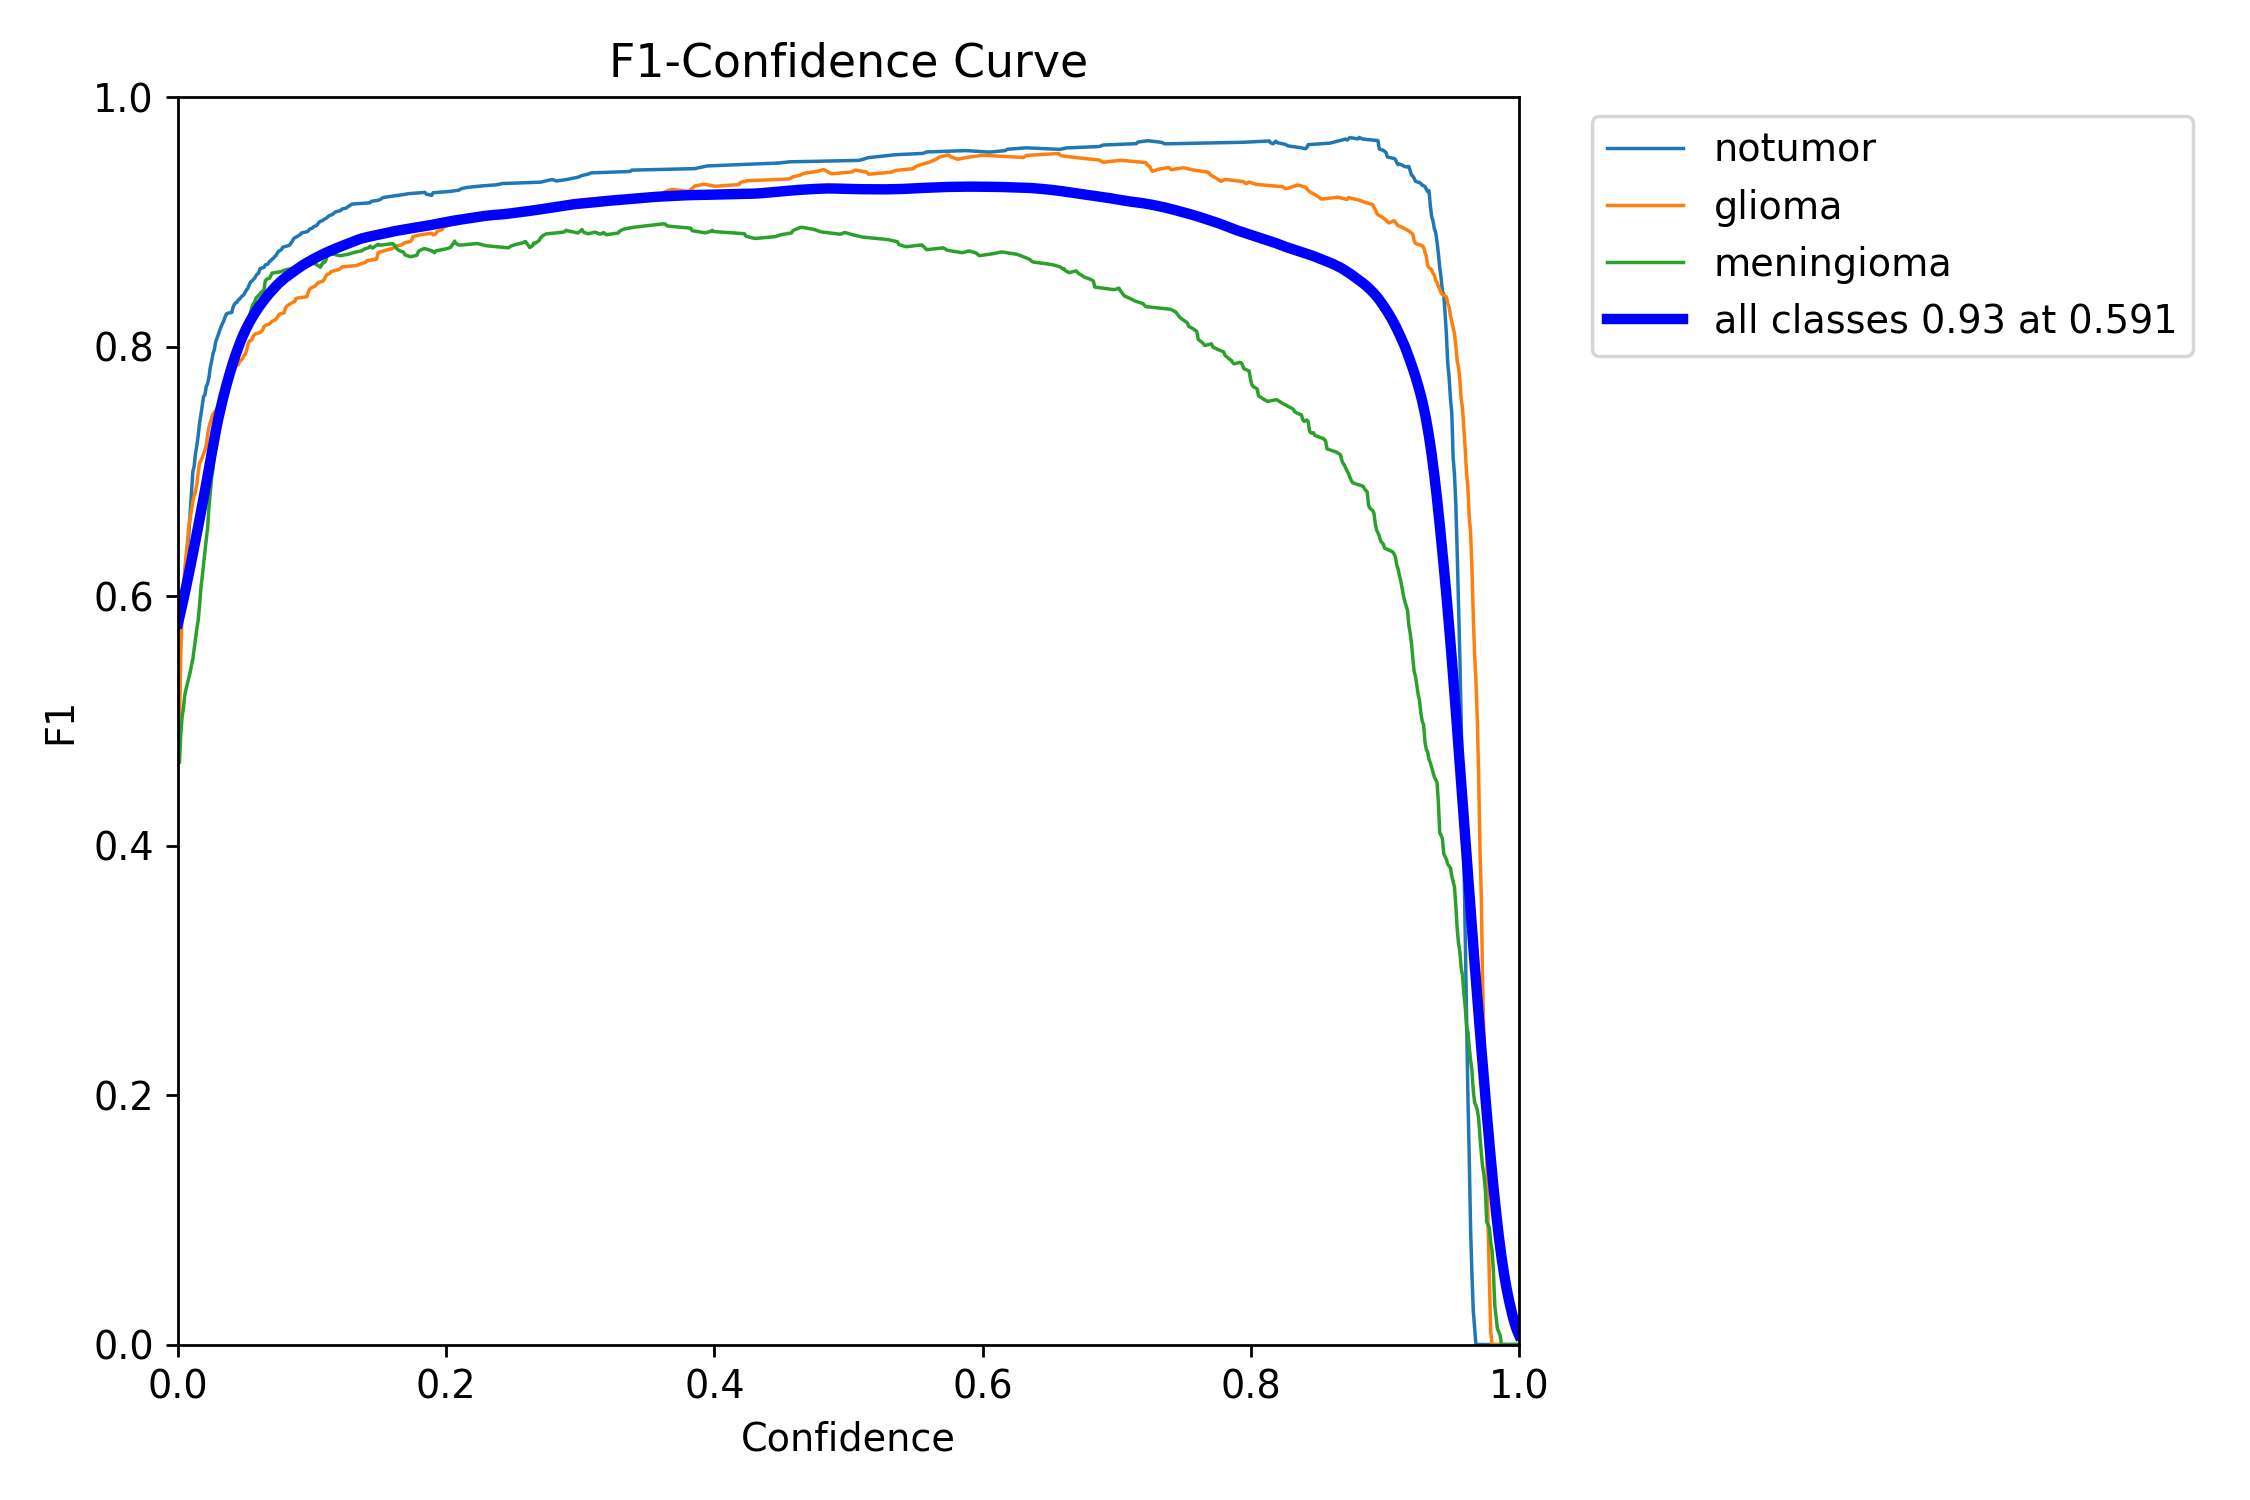 F1-Confidence Curve
1.0
0.8
0.6
0.4
0.2
0.0
F1
0.0 0.2 0.4 0.6 0.8 1.0
Confidence
notumor
glioma
meningioma
all classes 0.93 at 0.591